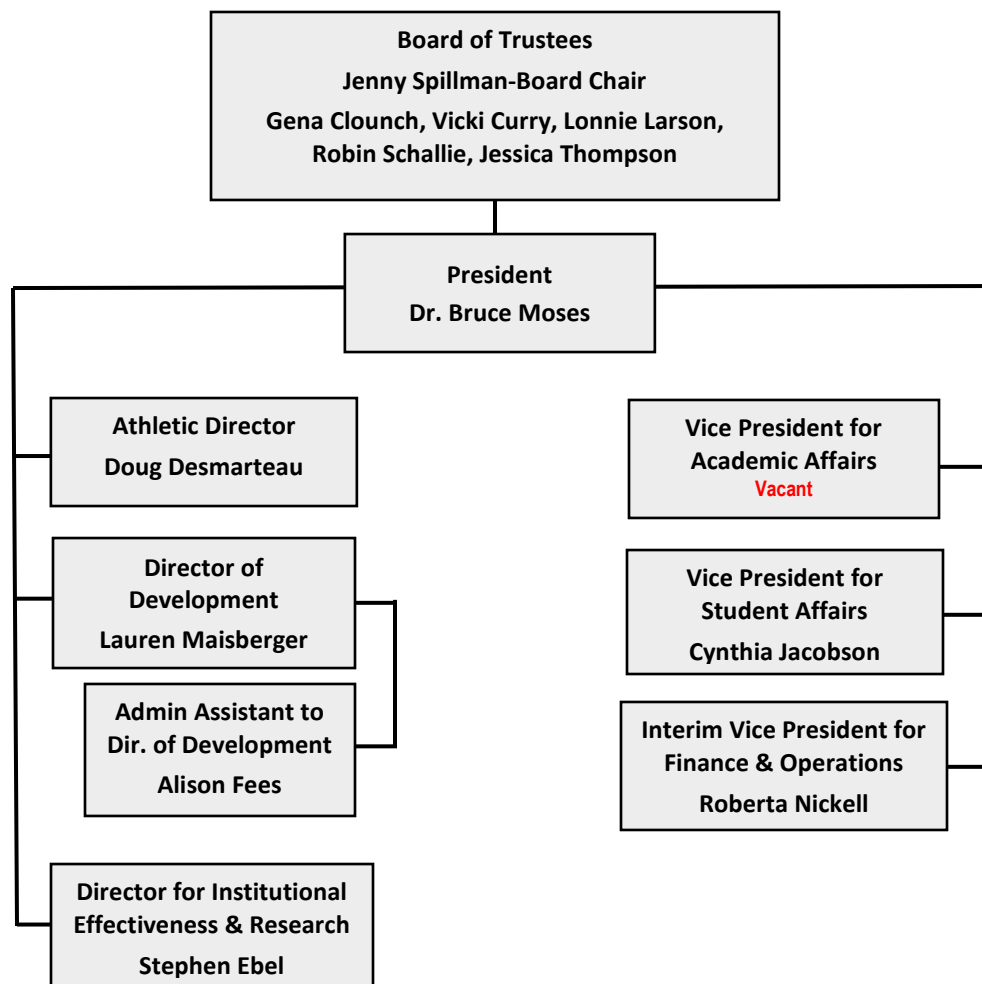 Board of Trustees
Jenny Spillman-Board Chair
Gena Clounch, Vicki Curry, Lonnie Larson,
Robin Schallie, Jessica Thompson
President
Dr. Bruce Moses
Athletic Director
Doug Desmarteau
Director of
Development
Lauren Maisberger
Admin Assistant to
Dir. of Development
Alison Fees
Director for Institutional
Effectiveness & Research
Stephen Ebel
Vice President for
Academic Affairs
Vacant
Vice President for
Student Affairs
Cynthia Jacobson
Interim Vice President for
Finance & Operations
Roberta Nickell